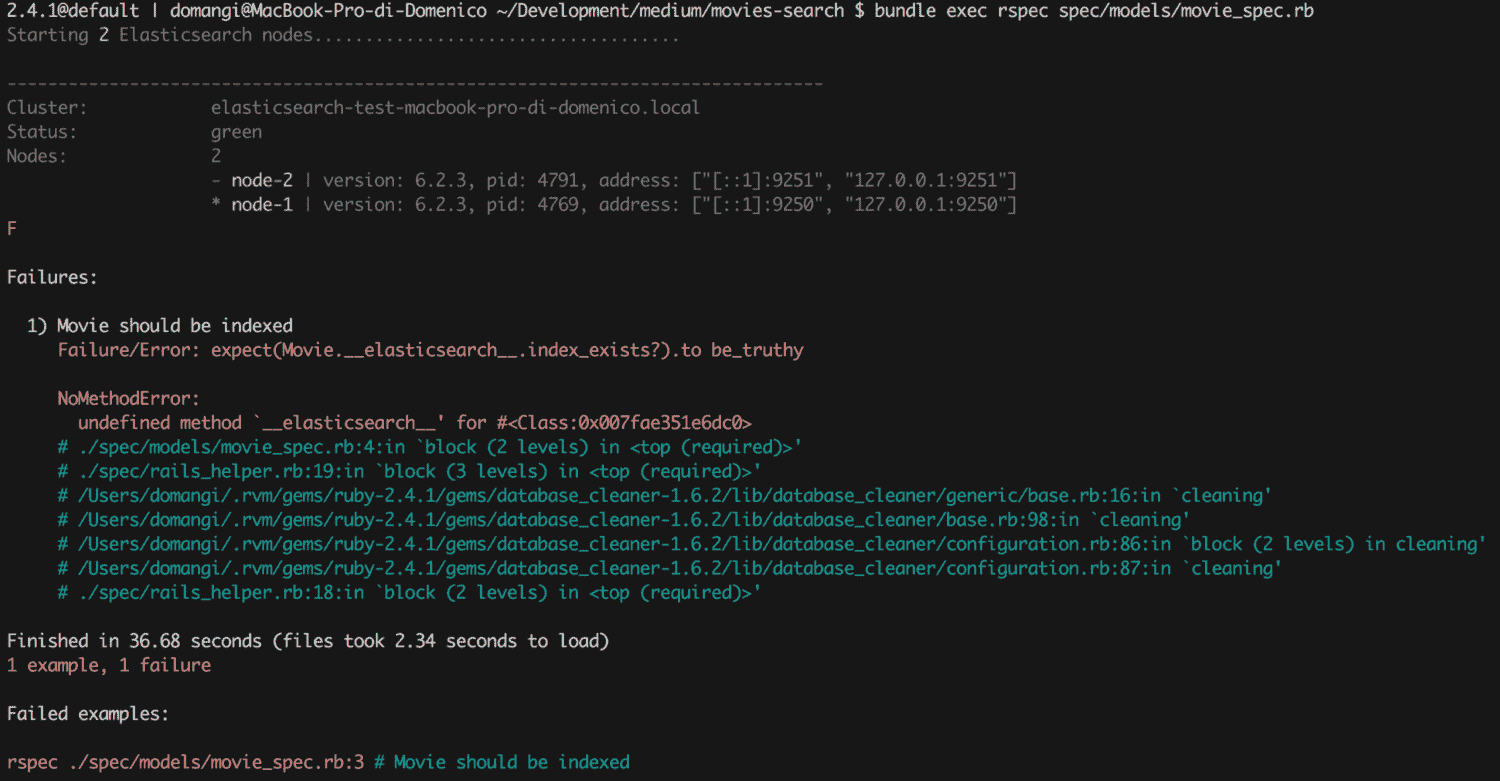 2.4.1@default | domangi@MacBook-Pro-di-Domenico ~/Development/medium/movies-search $ bundle exec rspec spec/models/movie_spec.rb
Starting 2 Elasticsearch nodes....................................
--------------------------------------------------------------------------------
Cluster: elasticsearch-test-macbook-pro-di-domenico.local
Status: green
Nodes: 2
- node-2 | version: 6.2.3, pid: 4791, address: ["[::1]:9251", "127.0.0.1:9251"]
* node-1 | version: 6.2.3, pid: 4769, address: ["[::1]:9250", "127.0.0.1:9250"]
F
Failures:
1) Movie should be indexed
Failure/Error: expect(Movie.__elasticsearch__.index_exists?).to be_truthy
NoMethodError:
undefined method `__elasticsearch__' for #<Class:0x007fae351e6dc0>
# ./spec/models/movie_spec.rb:4:in `block (2 levels) in <top (required)>'
# ./spec/rails_helper.rb:19:in `block (3 levels) in <top (required)>'
# /Users/domangi/.rvm/gems/ruby-2.4.1/gems/database_cleaner-1.6.2/lib/database_cleaner/generic/base.rb:16:in `cleaning'
# /Users/domangi/.rvm/gems/ruby-2.4.1/gems/database_cleaner-1.6.2/lib/database_cleaner/base.rb:98:in `cleaning'
# /Users/domangi/.rvm/gems/ruby-2.4.1/gems/database_cleaner-1.6.2/lib/database_cleaner/configuration.rb:86:in `block (2 levels) in cleaning'
# /Users/domangi/.rvm/gems/ruby-2.4.1/gems/database_cleaner-1.6.2/lib/database_cleaner/configuration.rb:87:in `cleaning'
# ./spec/rails_helper.rb:18:in `block (2 levels) in <top (required)>'
Finished in 36.68 seconds (files took 2.34 seconds to load)
1 example, 1 failure
Failed examples:
rspec ./spec/models/movie_spec.rb:3 # Movie should be indexed